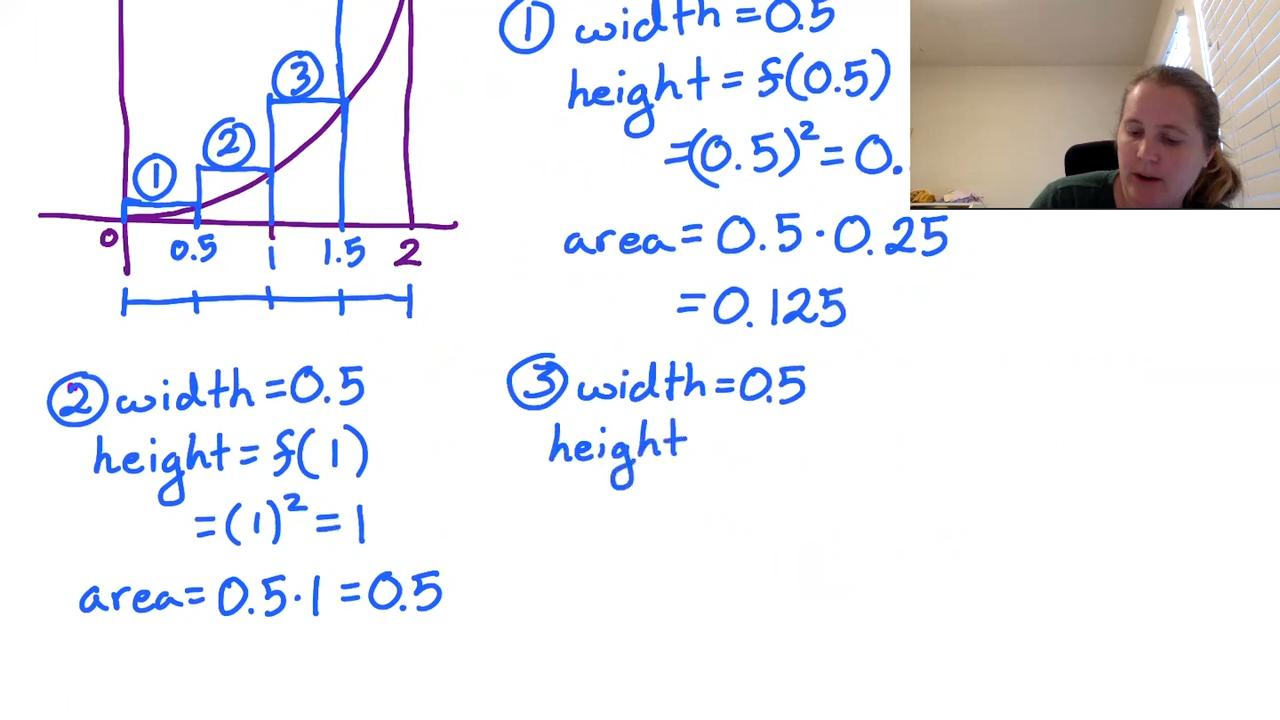 ① width = 0.5
height = f(0.5)
=(0.5)² = 0.
area = 0.5 · 0.25
= 0.125
③
②
①
0
0.5
1
1.5
2
② width = 0.5
height = f(1)
= (1)² = 1
area = 0.5 · 1 = 0.5
③ width = 0.5
height